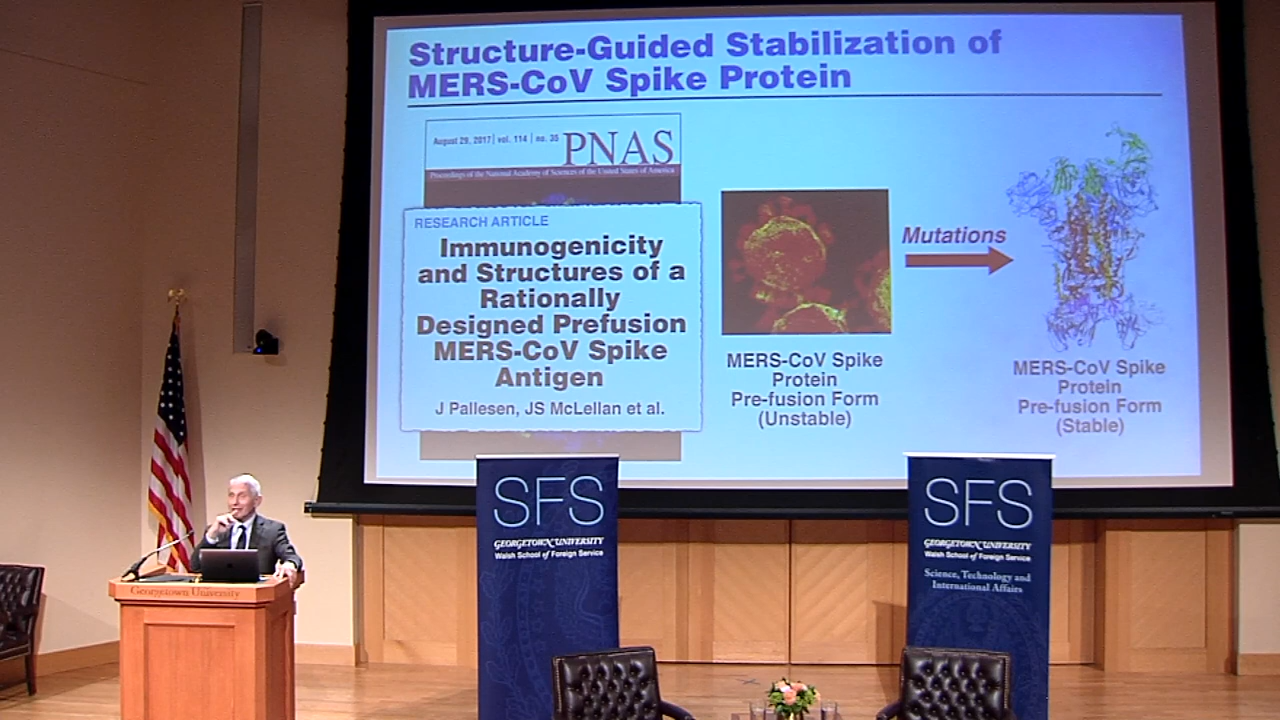 Structure-Guided Stabilization of
MERS-CoV Spike Protein
August 29, 2017 | vol. 114 | no. 35
PNAS
Proceedings of the National Academy of Sciences of the United States of America
RESEARCH ARTICLE
Immunogenicity
and Structures of a
Rationally
Designed Prefusion
MERS-CoV Spike
Antigen
J Pallesen, JS McLellan et al.
MERS-CoV Spike
Protein
Pre-fusion Form
(Unstable)
Mutations
MERS-CoV Spike
Protein
Pre-fusion Form
(Stable)
Georgetown University
SFS
GEORGETOWN UNIVERSITY
Walsh School of Foreign Service
SFS
GEORGETOWN UNIVERSITY
Walsh School of Foreign Service
Science, Technology and
International Affairs